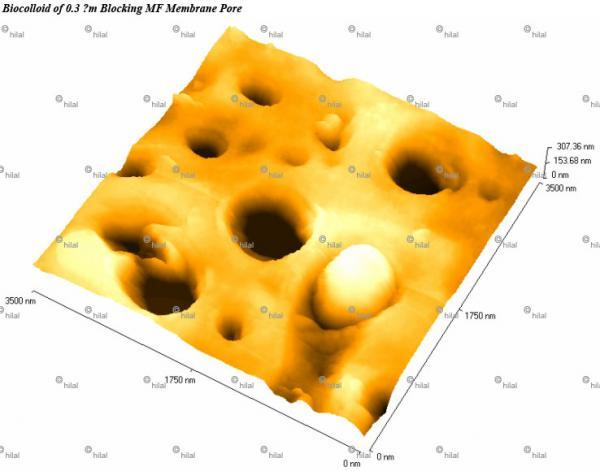 Biocolloid of 0.3 ?m Blocking MF Membrane Pore
© hilal
307.36 nm
153.68 nm
0 nm
3500 nm
3500 nm
1750 nm
1750 nm
0 nm
0 nm